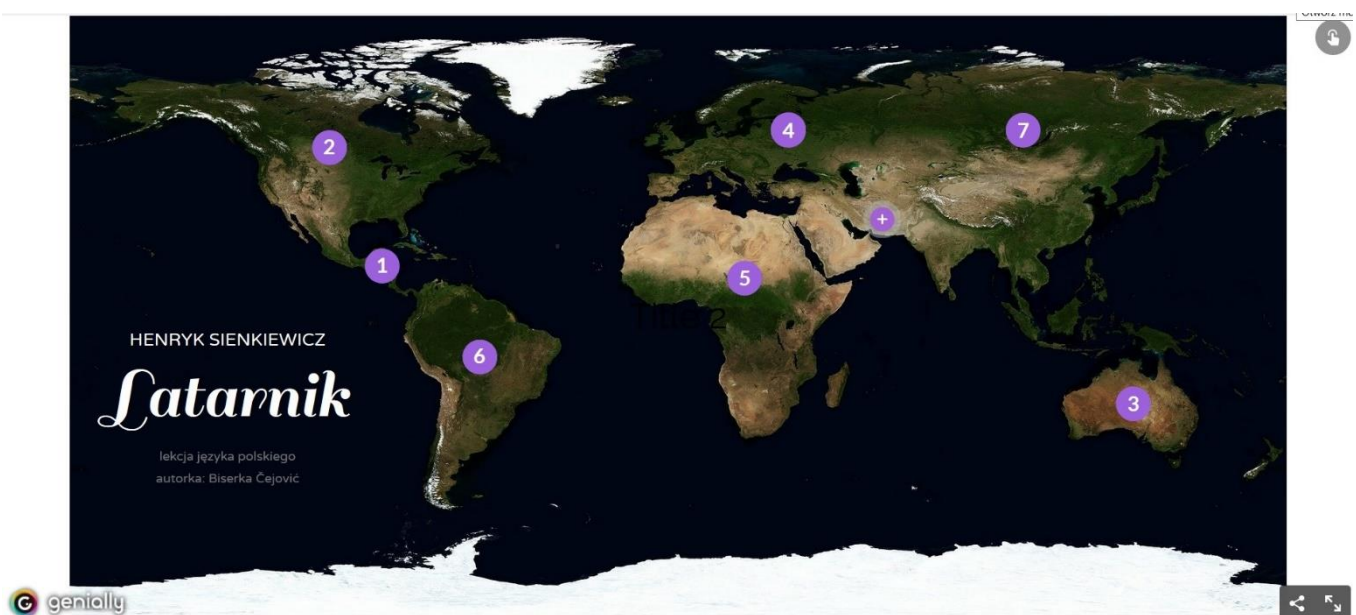 Otwórz me
2
4
7
+
1
5
Title 2
HENRYK SIENKIEWICZ
6
Latarnik
3
lekcja języka polskiego
autorka: Biserka Čejović
genially